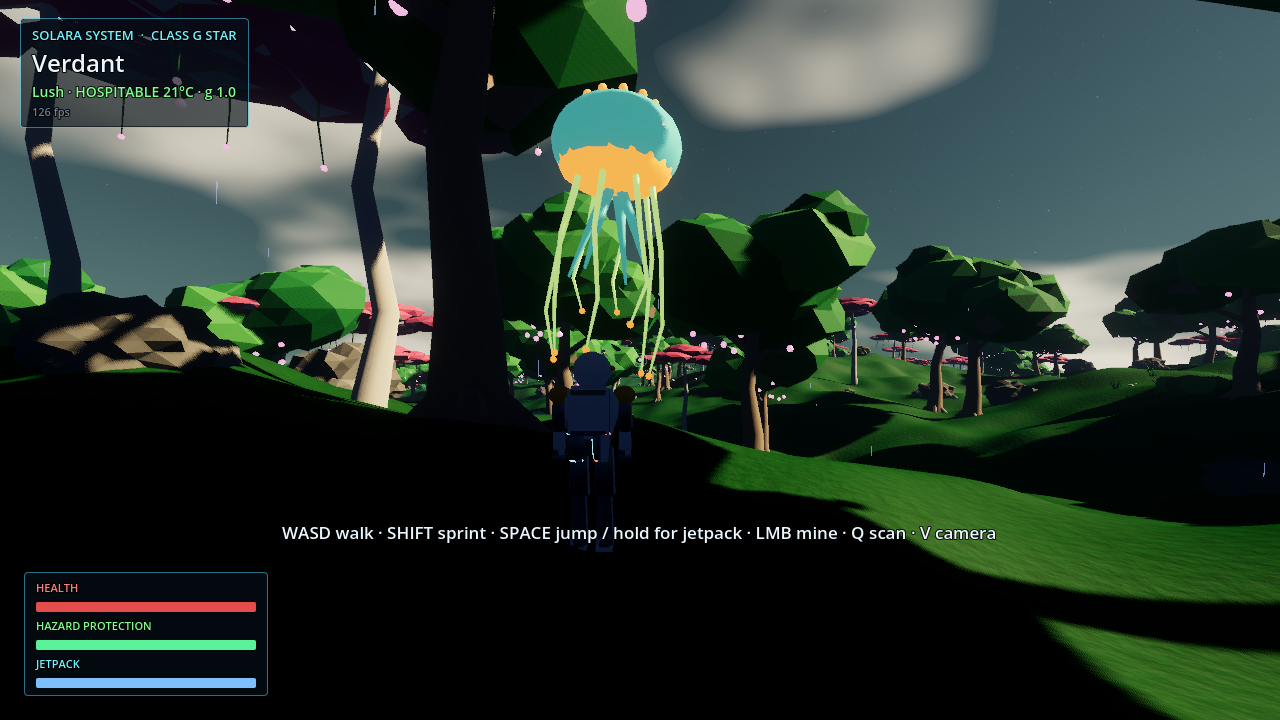 SOLARA SYSTEM · CLASS G STAR
Verdant
Lush · HOSPITABLE 21°C · g 1.0
126 fps
WASD walk · SHIFT sprint · SPACE jump / hold for jetpack · LMB mine · Q scan · V camera
HEALTH
HAZARD PROTECTION
JETPACK